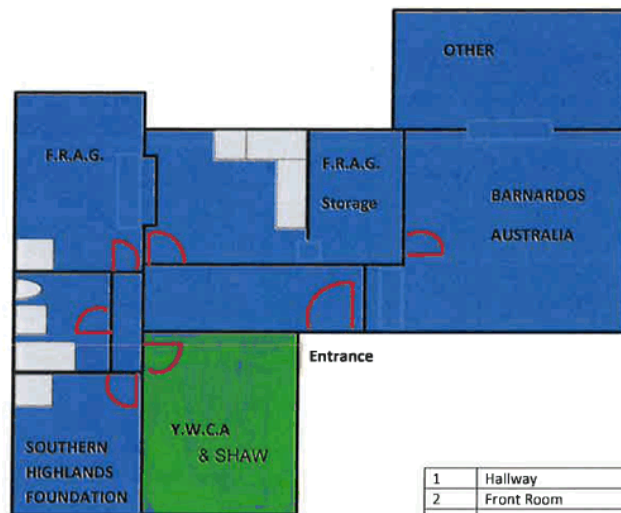 OTHER
F.R.A.G.
F.R.A.G.
Storage
BARNARDOS
AUSTRALIA
Entrance
Y.W.C.A
& SHAW
SOUTHERN
HIGHLANDS
FOUNDATION
1 Hallway
2 Front Room